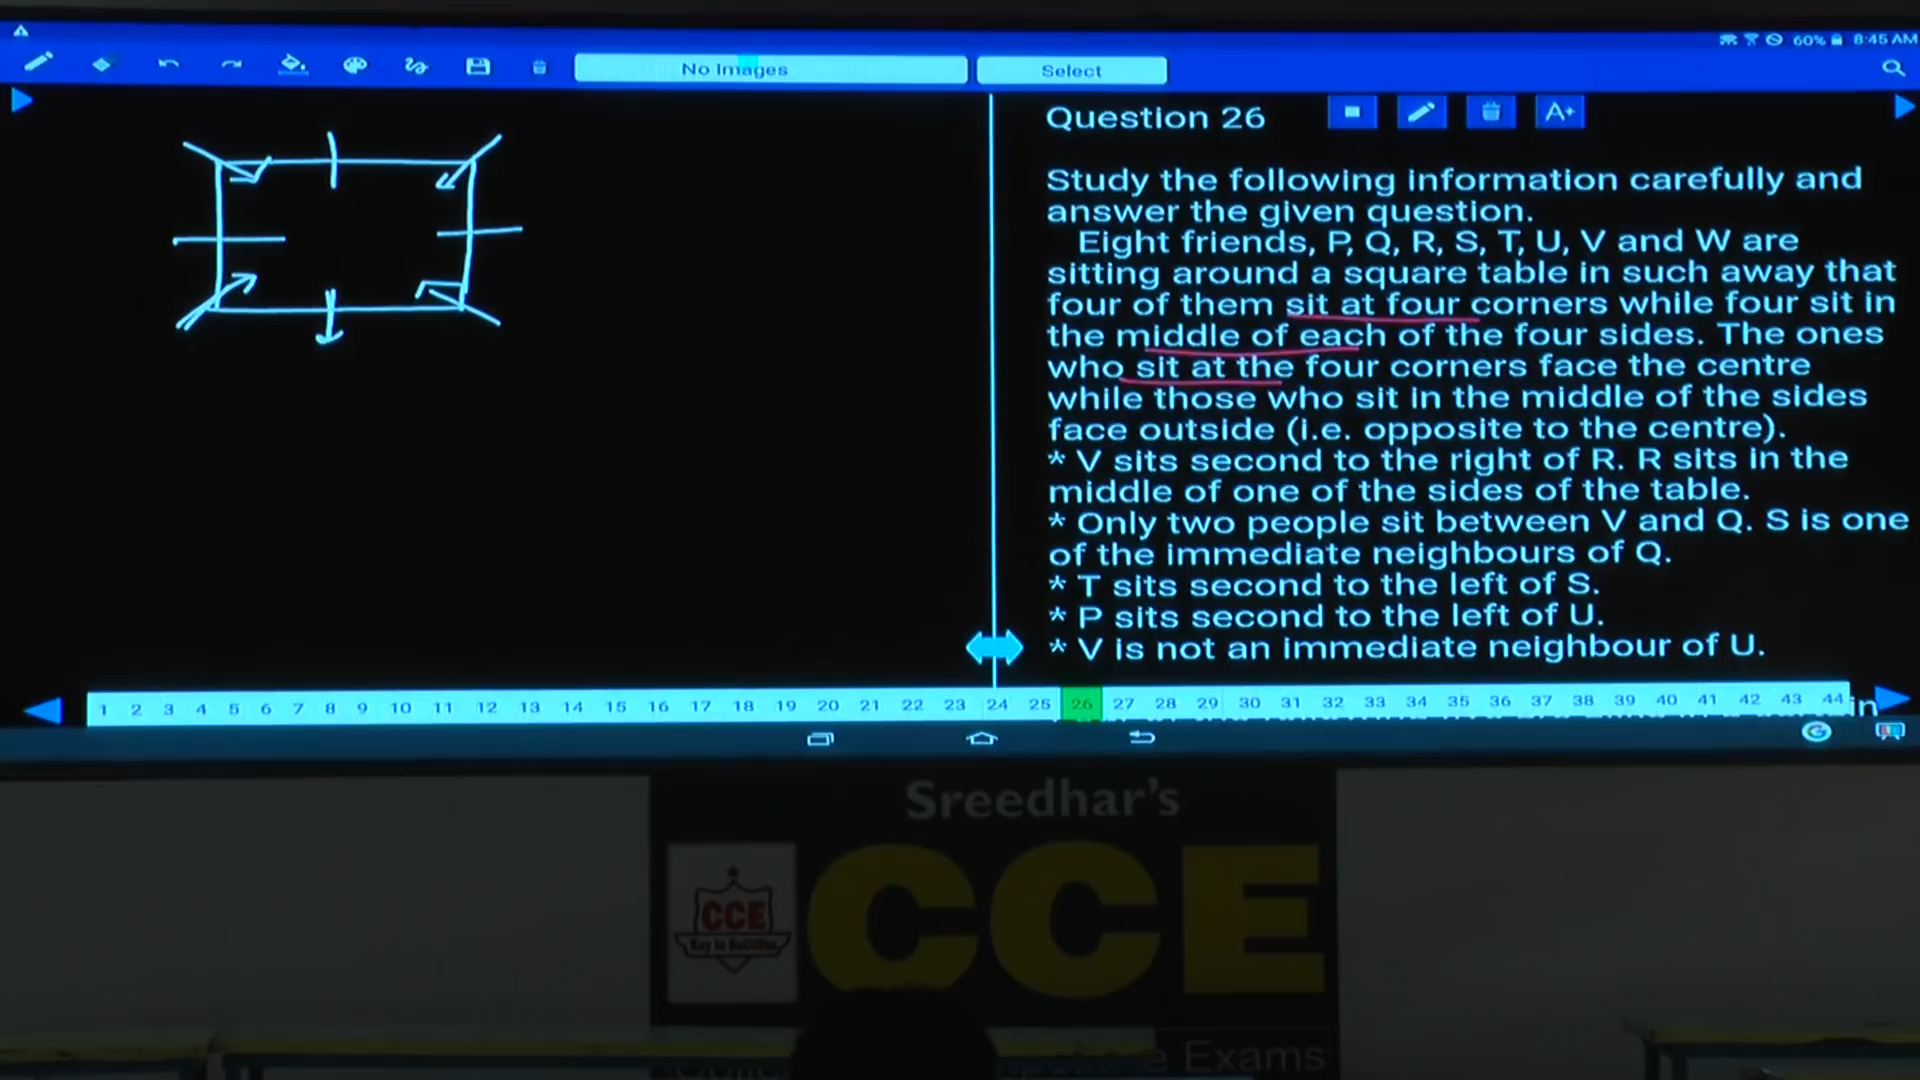 60% 8:45 AM
No Images
Select
Question 26
A+
Study the following information carefully and
answer the given question.
Eight friends, P, Q, R, S, T, U, V and W are
sitting around a square table in such away that
four of them sit at four corners while four sit in
the middle of each of the four sides. The ones
who sit at the four corners face the centre
while those who sit in the middle of the sides
face outside (i.e. opposite to the centre).
* V sits second to the right of R. R sits in the
middle of one of the sides of the table.
* Only two people sit between V and Q. S is one
of the immediate neighbours of Q.
* T sits second to the left of S.
* P sits second to the left of U.
* V is not an immediate neighbour of U.
1 2 3 4 5 6 7 8 9 10 11 12 13 14 15 16 17 18 19 20 21 22 23 24 25 26 27 28 29 30 31 32 33 34 35 36 37 38 39 40 41 42 43 44
in
Sreedhar's
CCE
CCE
Key to Success
Exams